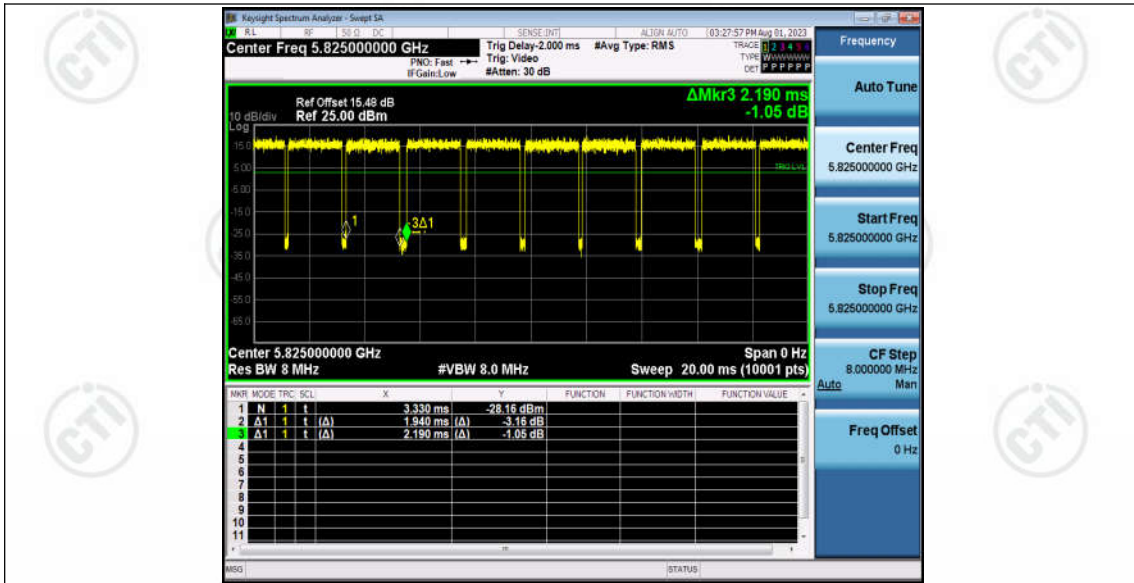 Keysight Spectrum Analyzer - Swept SA
RL RF 50 Ω DC SENSE:INT ALIGN AUTO 03:27:57 PM Aug 01, 2023
Center Freq 5.825000000 GHz
PNO: Fast
IFGain:Low
Trig Delay-2.000 ms
Trig: Video
#Atten: 30 dB
#Avg Type: RMS
TRACE 1 2 3 4 5 6
TYPE WWWWWW
DET P P P P P P
Frequency
Auto Tune
Center Freq
5.825000000 GHz
Start Freq
5.825000000 GHz
Stop Freq
5.825000000 GHz
CF Step
8.000000 MHz
Auto Man
Freq Offset
0 Hz
ΔMkr3 2.190 ms
-1.05 dB
Ref Offset 15.48 dB
10 dB/div Ref 25.00 dBm
Log
15.0
5.00
-5.00
-15.0
-25.0
-35.0
-45.0
-55.0
-65.0
TRIG LVL
1
3Δ1
Center 5.825000000 GHz Span 0 Hz
Res BW 8 MHz #VBW 8.0 MHz Sweep 20.00 ms (10001 pts)
MKR MODE TRC SCL X Y FUNCTION FUNCTION WIDTH FUNCTION VALUE
1 N 1 t 3.330 ms -28.16 dBm
2 Δ1 1 t (Δ) 1.940 ms (Δ) -3.16 dB
3 Δ1 1 t (Δ) 2.190 ms (Δ) -1.05 dB
4
5
6
7
8
9
10
11
MSG STATUS
CTI
CTI
CTI
CTI